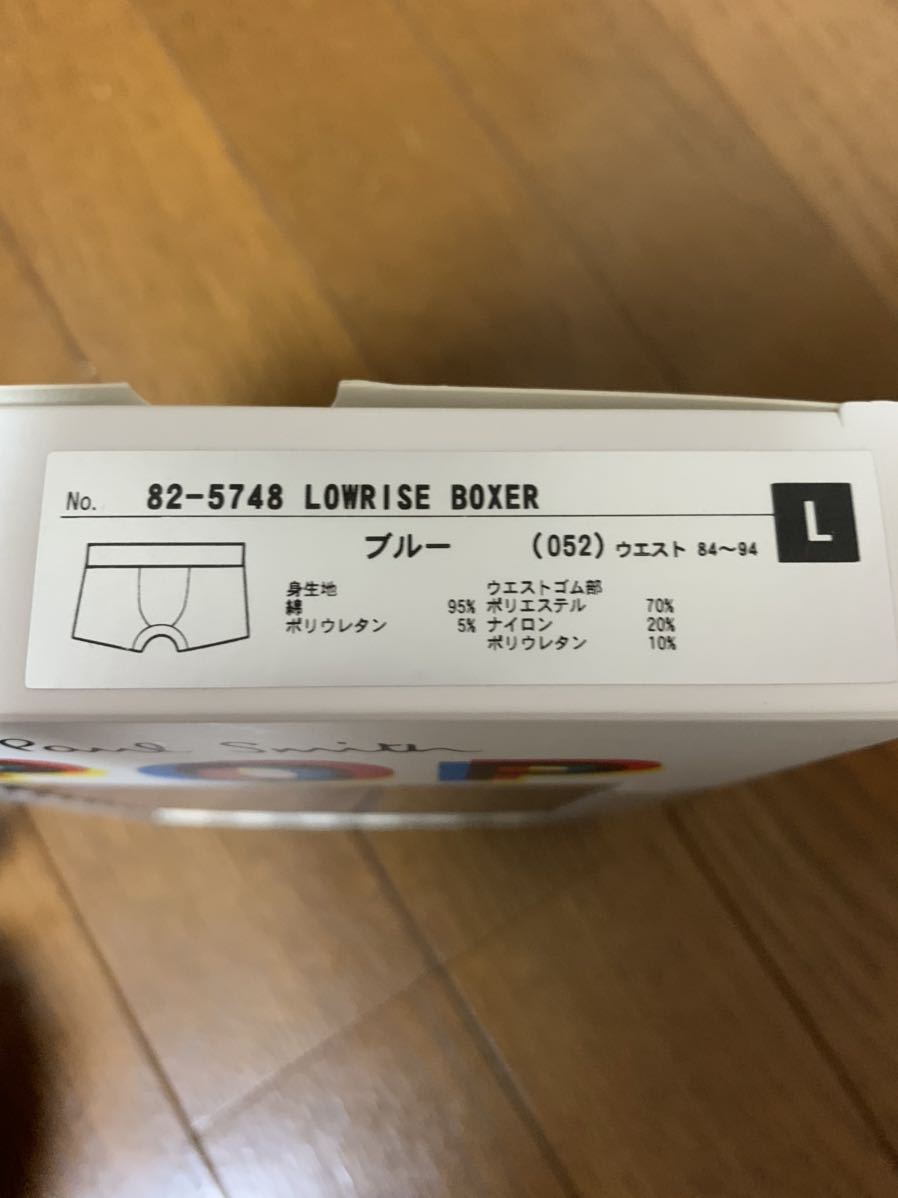 No. 82-5748 LOWRISE BOXER
L
ブルー (052) ウエスト 84～94
身生地 ウエストゴム部
綿 95% ポリエステル 70%
ポリウレタン 5% ナイロン 20%
ポリウレタン 10%
Paul Smith
POP